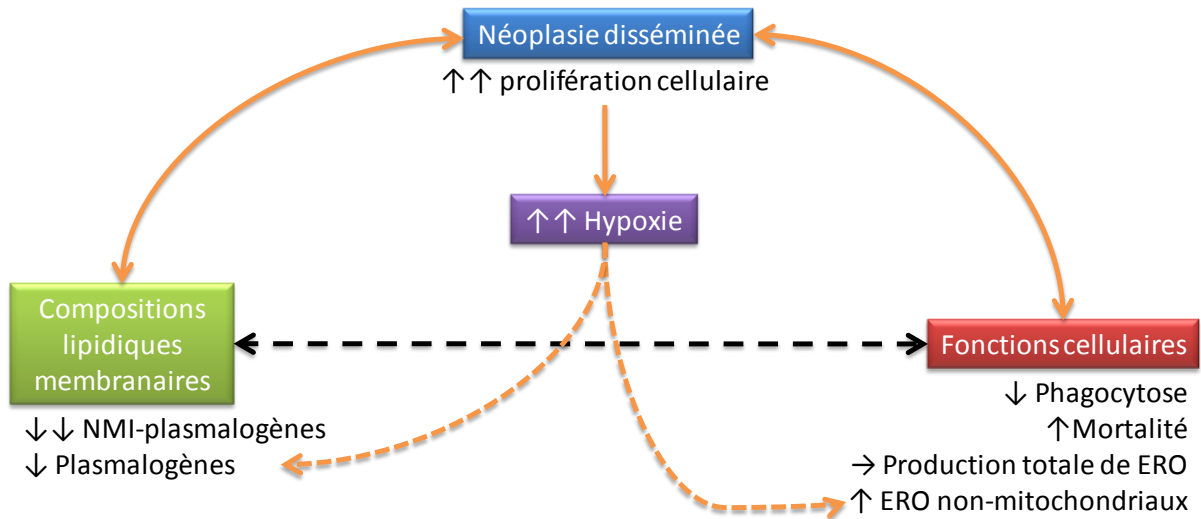 Néoplasie disséminée
↑↑ prolifération cellulaire
↑↑ Hypoxie
Compositions
lipidiques
membranaires
↓↓ NMI-plasmalogènes
↓ Plasmalogènes
Fonctions cellulaires
↓ Phagocytose
↑Mortalité
→ Production totale de ERO
↑ ERO non-mitochondriaux